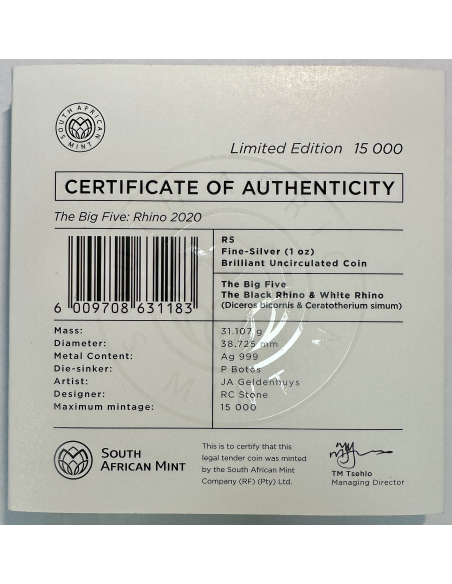 SOUTH AFRICAN MINT
Limited Edition 15 000
CERTIFICATE OF AUTHENTICITY
The Big Five: Rhino 2020
R5
Fine-Silver (1 oz)
Brilliant Uncirculated Coin
The Big Five
The Black Rhino & White Rhino
(Diceros bicornis & Ceratotherium simum)
6 009708 631183
Mass: 31.107 g
Diameter: 38.725 mm
Metal Content: Ag 999
Die-sinker: P Botes
Artist: JA Geldenhuys
Designer: RC Stone
Maximum mintage: 15 000
SOUTH
AFRICAN MINT
This is to certify that this
legal tender coin was minted
by the South African Mint
Company (RF) (Pty) Ltd.
TM Tsehlo
Managing Director